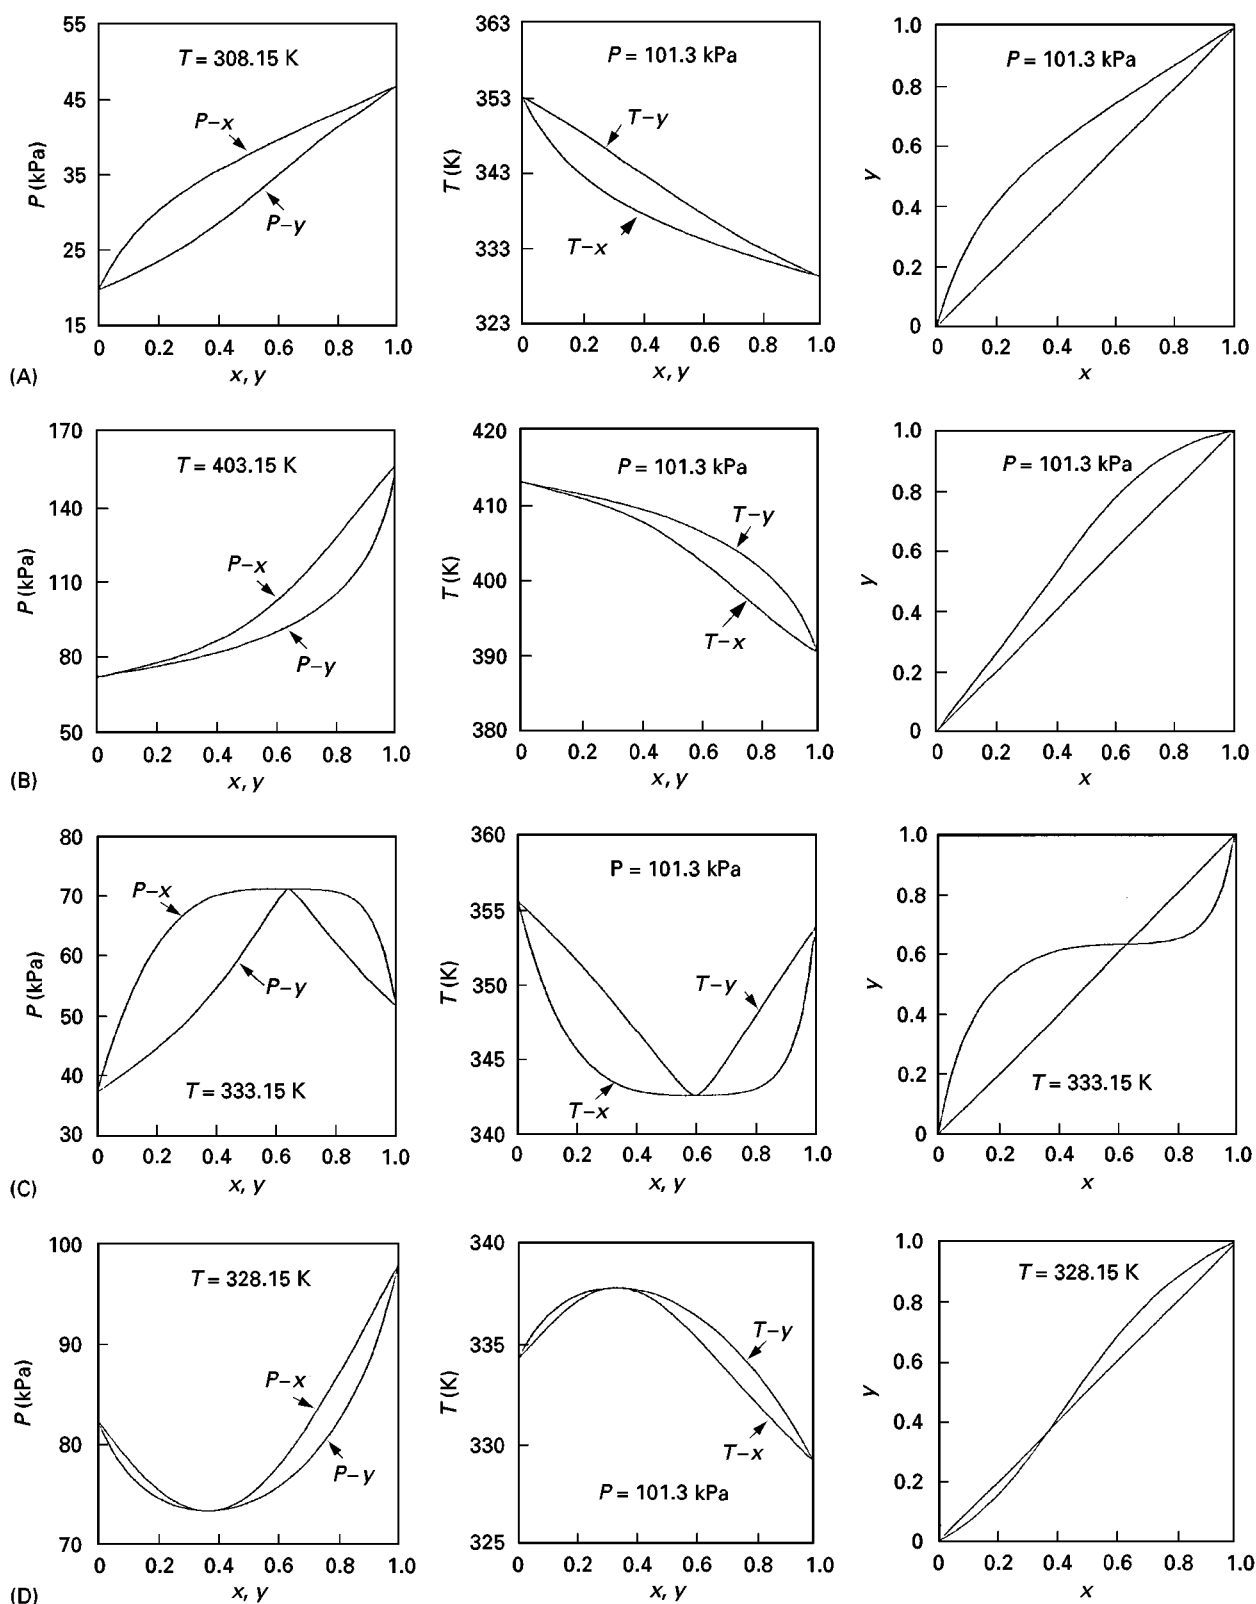 55
45
35
25
15
P (kPa)
T = 308.15 K
P–x
P–y
0 0.2 0.4 0.6 0.8 1.0
x, y
363
353
343
333
323
T (K)
P = 101.3 kPa
T–y
T–x
0 0.2 0.4 0.6 0.8 1.0
x, y
1.0
0.8
0.6
0.4
0.2
0
y
P = 101.3 kPa
0 0.2 0.4 0.6 0.8 1.0
x
(A)
170
140
110
80
50
P (kPa)
T = 403.15 K
P–x
P–y
0 0.2 0.4 0.6 0.8 1.0
x, y
420
410
400
390
380
T (K)
P = 101.3 kPa
T–y
T–x
0 0.2 0.4 0.6 0.8 1.0
x, y
1.0
0.8
0.6
0.4
0.2
0
y
P = 101.3 kPa
0 0.2 0.4 0.6 0.8 1.0
x
(B)
80
70
60
50
40
30
P (kPa)
P–x
P–y
T = 333.15 K
0 0.2 0.4 0.6 0.8 1.0
x, y
360
355
350
345
340
T (K)
P = 101.3 kPa
T–y
T–x
0 0.2 0.4 0.6 0.8 1.0
x, y
1.0
0.8
0.6
0.4
0.2
0
y
T = 333.15 K
0 0.2 0.4 0.6 0.8 1.0
x
(C)
100
90
80
70
P (kPa)
T = 328.15 K
P–x
P–y
0 0.2 0.4 0.6 0.8 1.0
x, y
340
335
330
325
T (K)
T–y
T–x
P = 101.3 kPa
0 0.2 0.4 0.6 0.8 1.0
x, y
1.0
0.8
0.6
0.4
0.2
0
y
T = 328.15 K
0 0.2 0.4 0.6 0.8 1.0
x
(D)